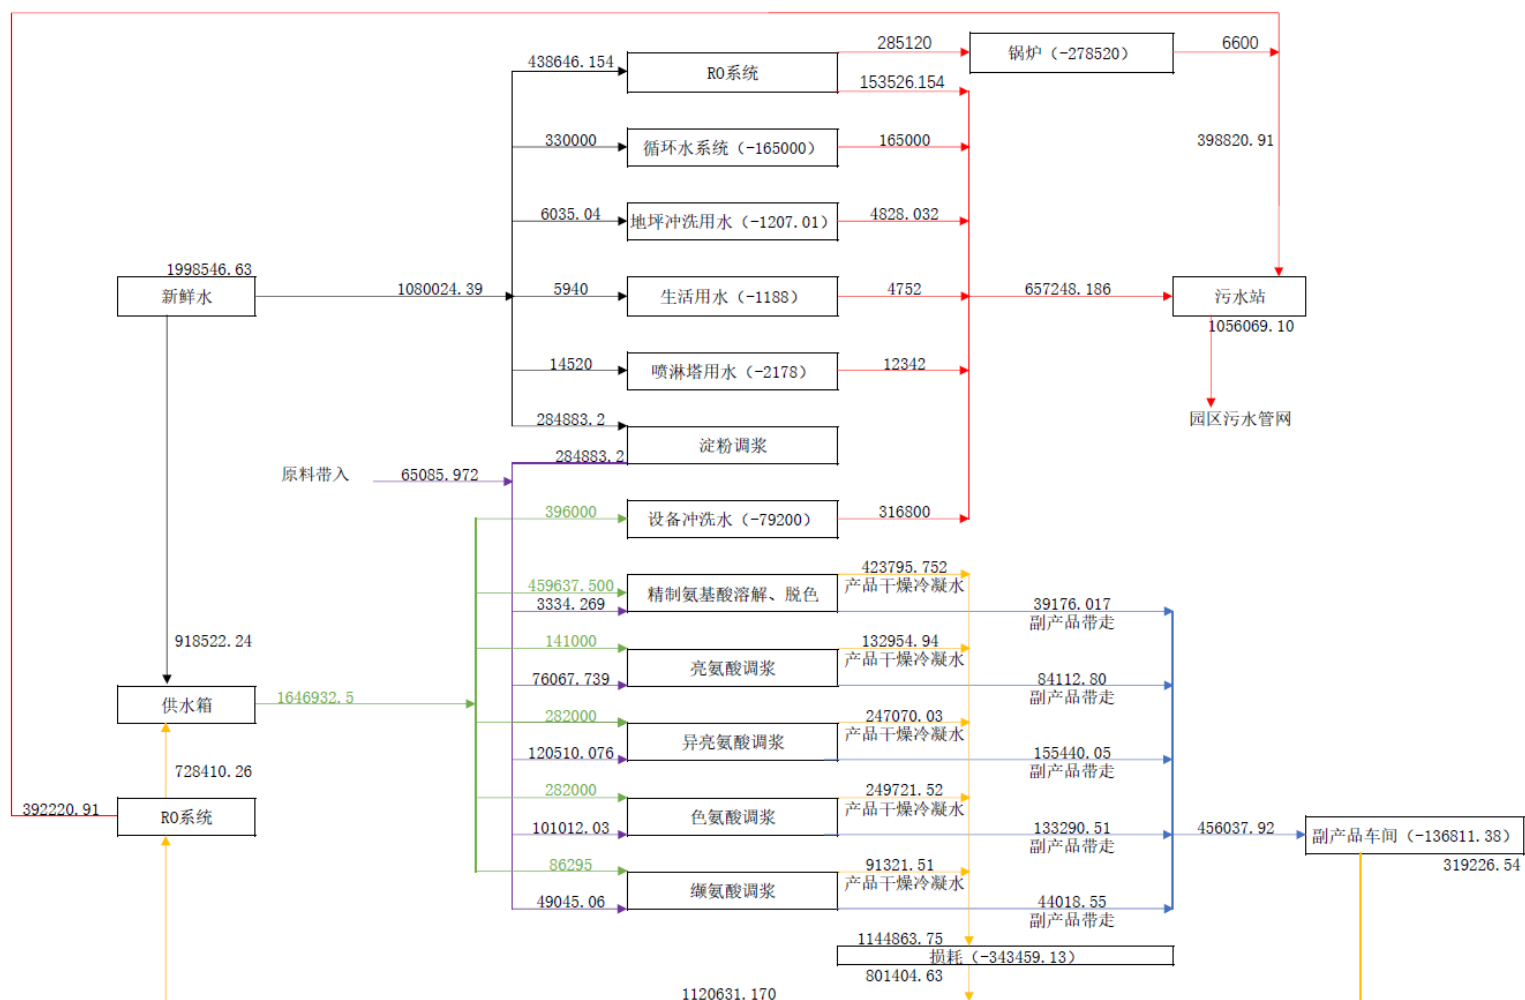 285120
锅炉（-278520）
6600
438646.154
RO系统
153526.154
330000
循环水系统（-165000）
165000
398820.91
6035.04
地坪冲洗用水（-1207.01）
4828.032
1998546.63
新鲜水
1080024.39
5940
生活用水（-1188）
4752
657248.186
污水站
1056069.10
14520
喷淋塔用水（-2178）
12342
284883.2
园区污水管网
淀粉调浆
284883.2
原料带入
65085.972
396000
设备冲洗水（-79200）
316800
423795.752
459637.500
精制氨基酸溶解、脱色
产品干燥冷凝水
3334.269
39176.017
副产品带走
918522.24
141000
132954.94
亮氨酸调浆
产品干燥冷凝水
76067.739
84112.80
副产品带走
供水箱
1646932.5
282000
247070.03
异亮氨酸调浆
产品干燥冷凝水
120510.076
155440.05
副产品带走
728410.26
282000
249721.52
392220.91
RO系统
色氨酸调浆
产品干燥冷凝水
101012.03
133290.51
副产品带走
456037.92
副产品车间（-136811.38）
319226.54
86295
91321.51
缬氨酸调浆
产品干燥冷凝水
49045.06
44018.55
副产品带走
1144863.75
损耗（-343459.13）
801404.63
1120631.170